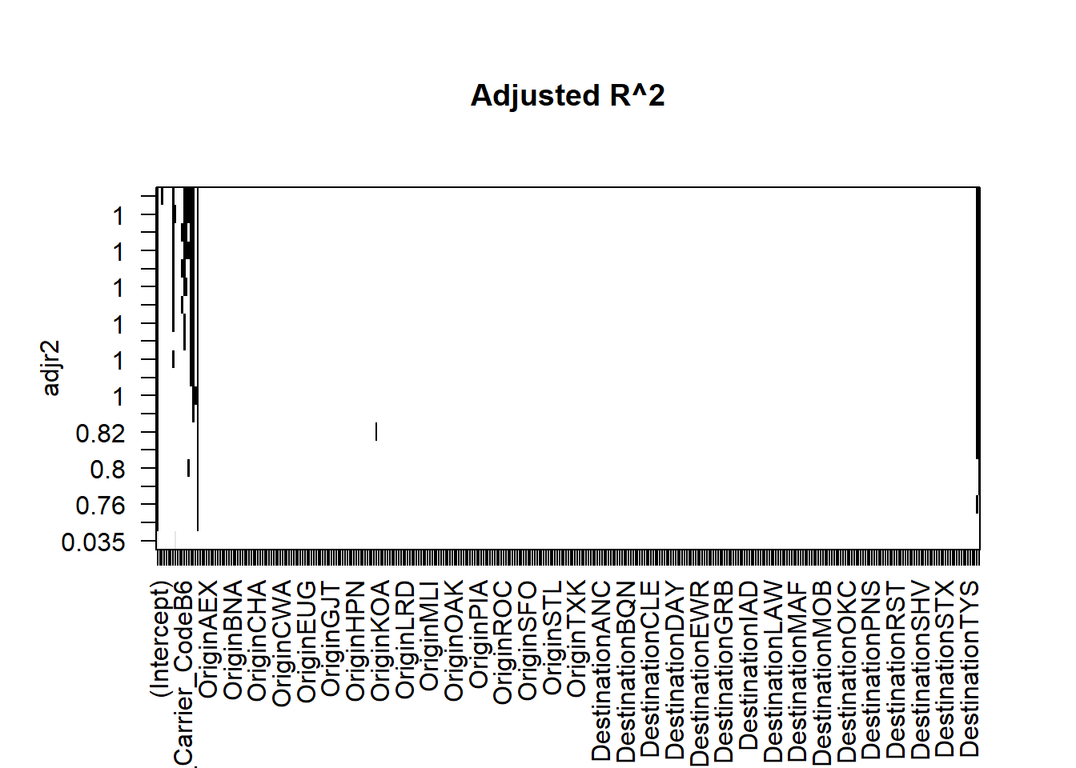 Adjusted R^2
adjr2
1
1
1
1
1
1
0.82
0.8
0.76
0.035
(Intercept)
_Carrier_CodeB6
OriginAEX
OriginBNA
OriginCHA
OriginCWA
OriginEUG
OriginGJT
OriginHPN
OriginKOA
OriginLRD
OriginMLI
OriginOAK
OriginPIA
OriginROC
OriginSFO
OriginSTL
OriginTXK
DestinationANC
DestinationBQN
DestinationCLE
DestinationDAY
DestinationEWR
DestinationGRB
DestinationIAD
DestinationLAW
DestinationMAF
DestinationMOB
DestinationOKC
DestinationPNS
DestinationRST
DestinationSHV
DestinationSTX
DestinationTYS